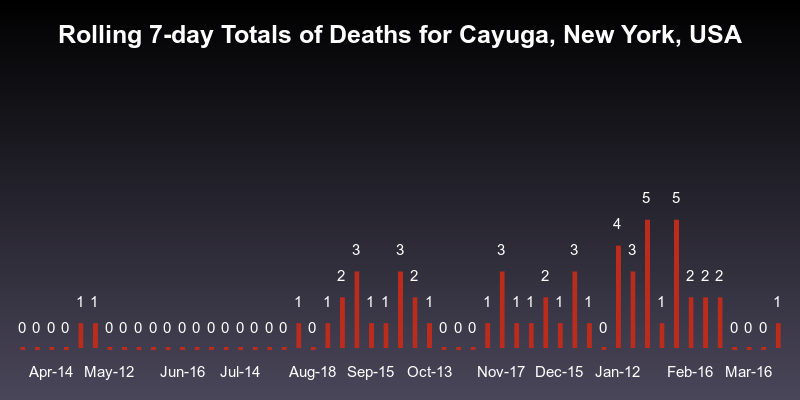 Rolling 7-day Totals of Deaths for Cayuga, New York, USA
5 5
4
3 3 3 3 3
2 2 2 2 2 2
1 1 1 1 1 1 1 1 1 1 1 1 1 1
0 0 0 0 0 0 0 0 0 0 0 0 0 0 0 0 0 0 0 0 0 0 0 0 0
Apr-14 May-12 Jun-16 Jul-14 Aug-18 Sep-15 Oct-13 Nov-17 Dec-15 Jan-12 Feb-16 Mar-16